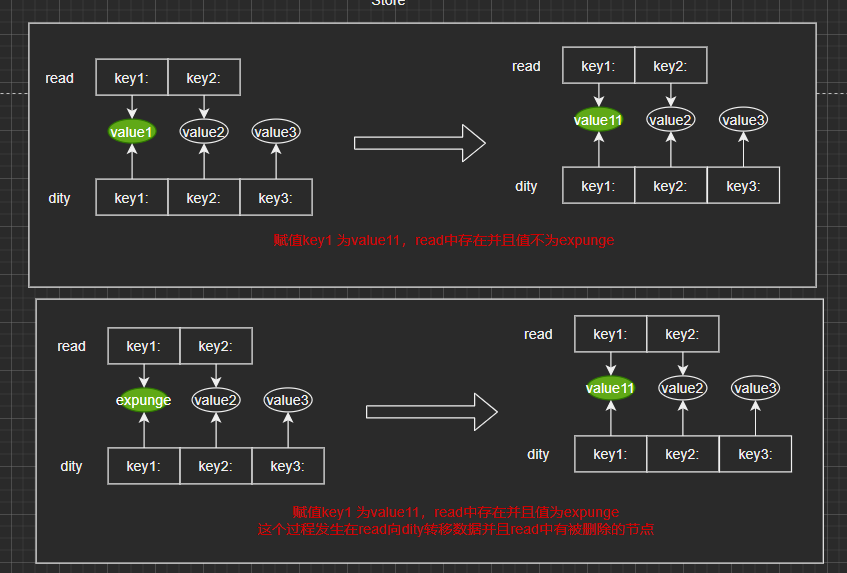 Store
read key1: key2:
value1 value2 value3
dity key1: key2: key3:
read key1: key2:
value11 value2 value3
dity key1: key2: key3:
赋值key1 为value11，read中存在并且值不为expunge
read key1: key2:
expunge value2 value3
dity key1: key2: key3:
read key1: key2:
value11 value2 value3
dity key1: key2: key3:
赋值key1 为value11，read中存在并且值为expunge
这个过程发生在read向dily转移数据并且read中有被删除的节点